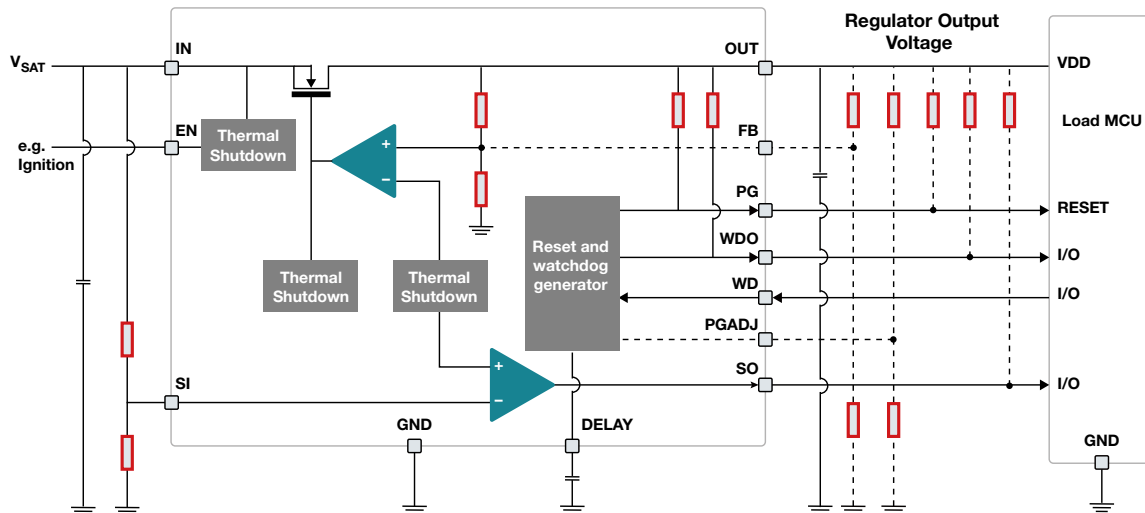 Regulator Output
Voltage
IN
OUT
VSAT
VDD
EN
Thermal
Shutdown
FB
Load MCU
e.g.
Ignition
+
−
PG
RESET
Reset and
watchdog
generator
WDO
I/O
Thermal
Shutdown
Thermal
Shutdown
WD
I/O
PGADJ
+
−
SO
I/O
SI
GND
DELAY
GND